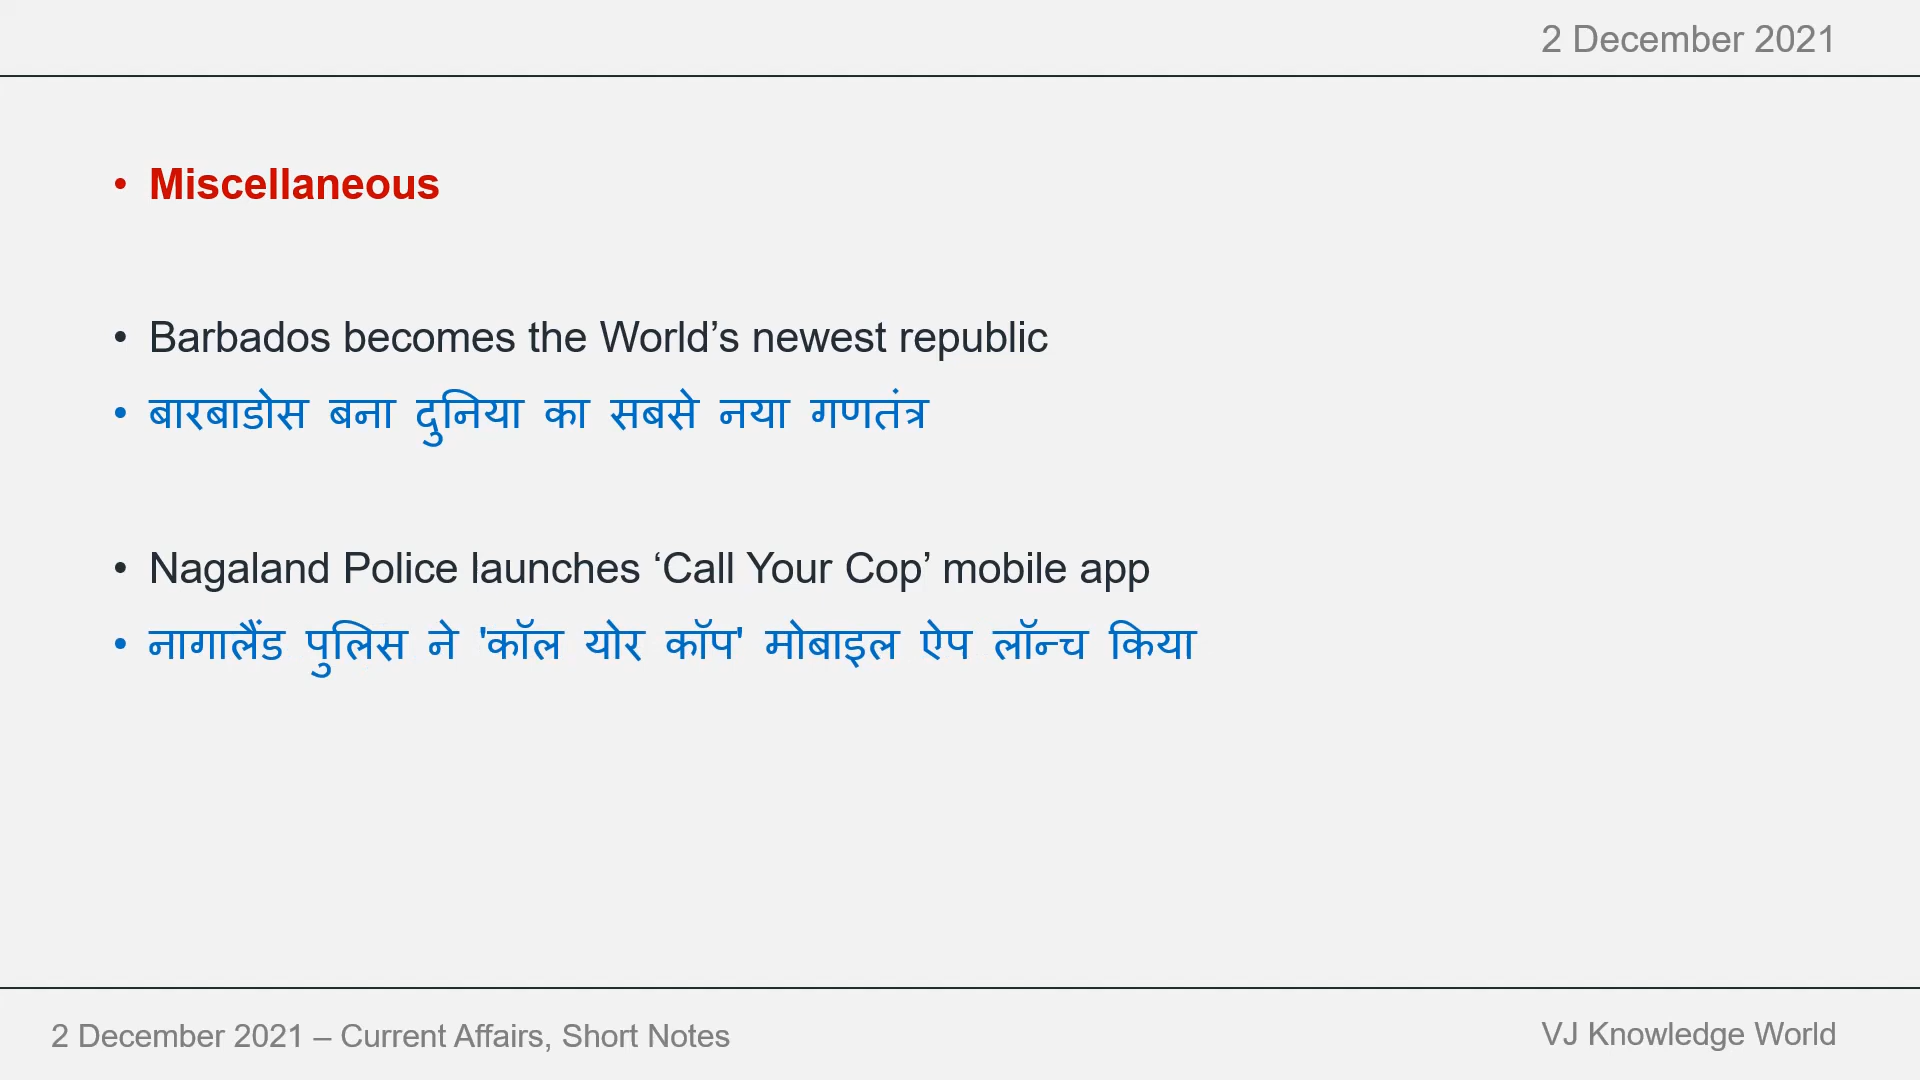 2 December 2021
• Miscellaneous
• Barbados becomes the World’s newest republic
• बारबाडोस बना दुनिया का सबसे नया गणतंत्र
• Nagaland Police launches ‘Call Your Cop’ mobile app
• नागालैंड पुलिस ने 'कॉल योर कॉप' मोबाइल ऐप लॉन्च किया
2 December 2021 – Current Affairs, Short Notes
VJ Knowledge World